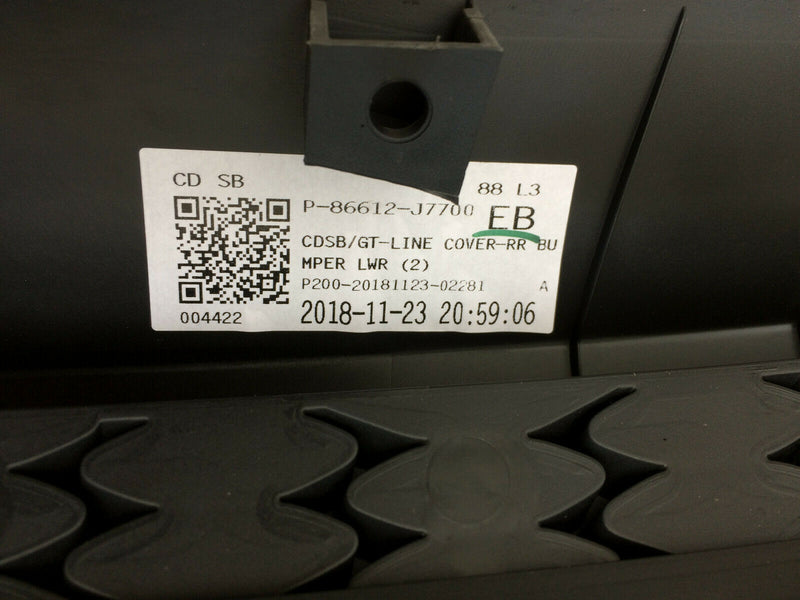 CD SB
88 L3
P-86612-J7700
EB
CDSB/GT-LINE COVER-RR BU
MPER LWR (2)
P200-20181123-02281
A
004422
2018-11-23 20:59:06